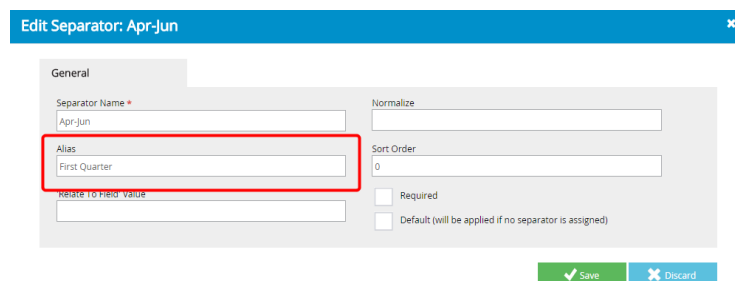 Edit Separator: Apr-Jun
General
Separator Name *
Apr-Jun
Normalize
Alias
First Quarter
Sort Order
0
'Relate To Field' Value
Required
Default (will be applied if no separator is assigned)
Save
Discard